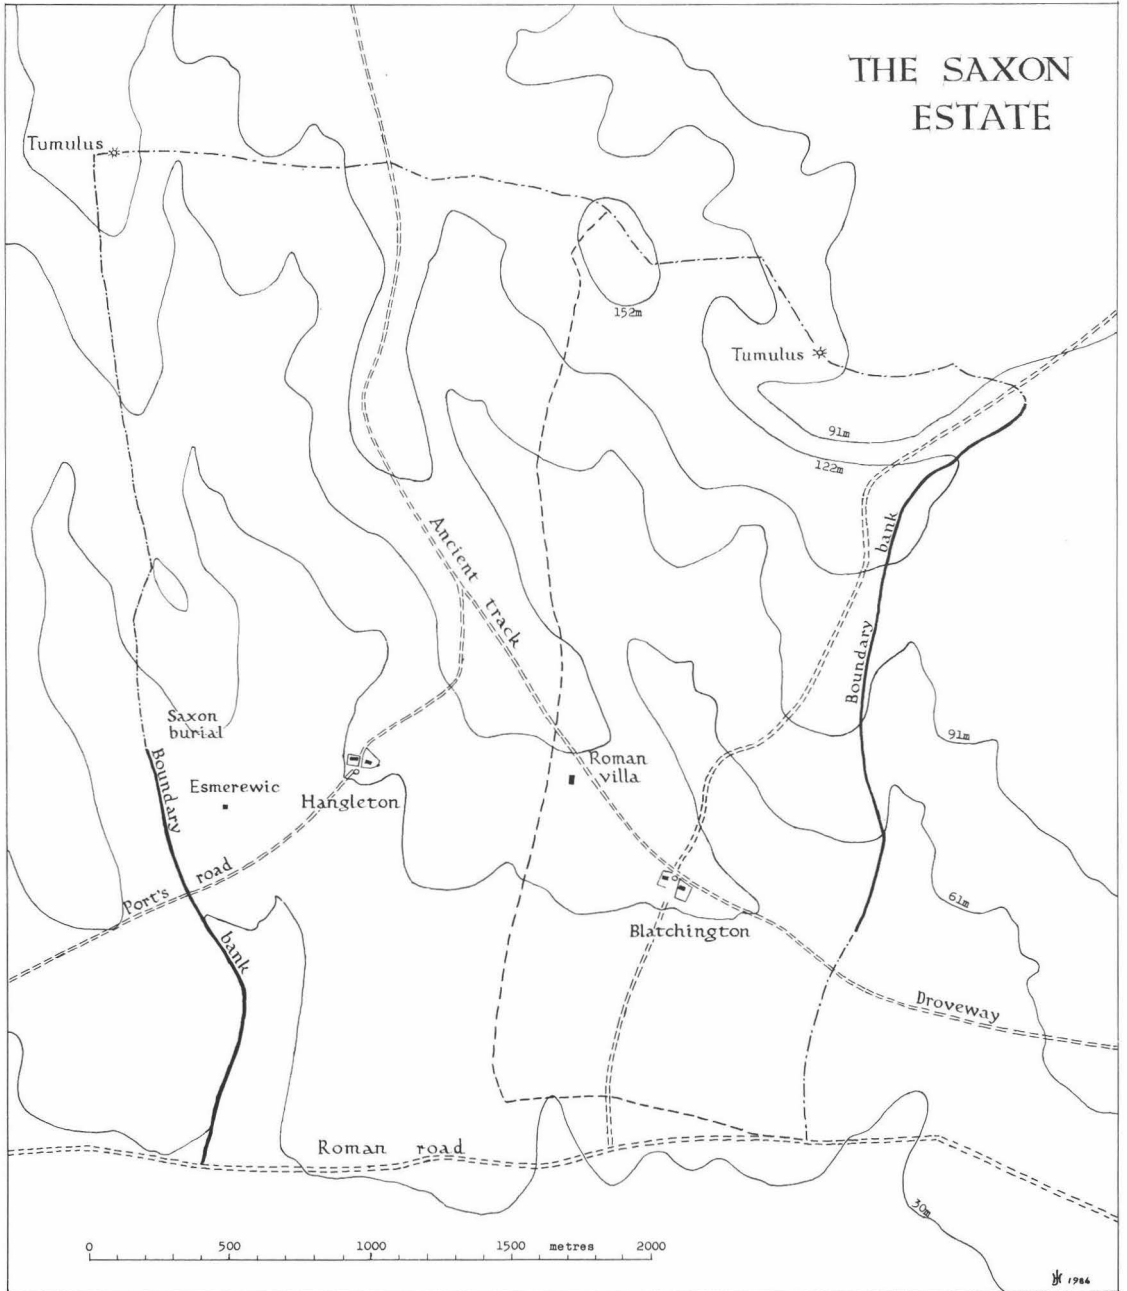 THE SAXON
ESTATE
Tumulus
152m
Tumulus
91m
122m
Ancient track
bank
Boundary
Saxon
burial
91m
Boundary
Esmerewic
Roman
villa
Hangleton
Port's road
61m
bank
Blatchington
Droveway
Roman road
30m
0 500 1000 1500 metres 2000
1984